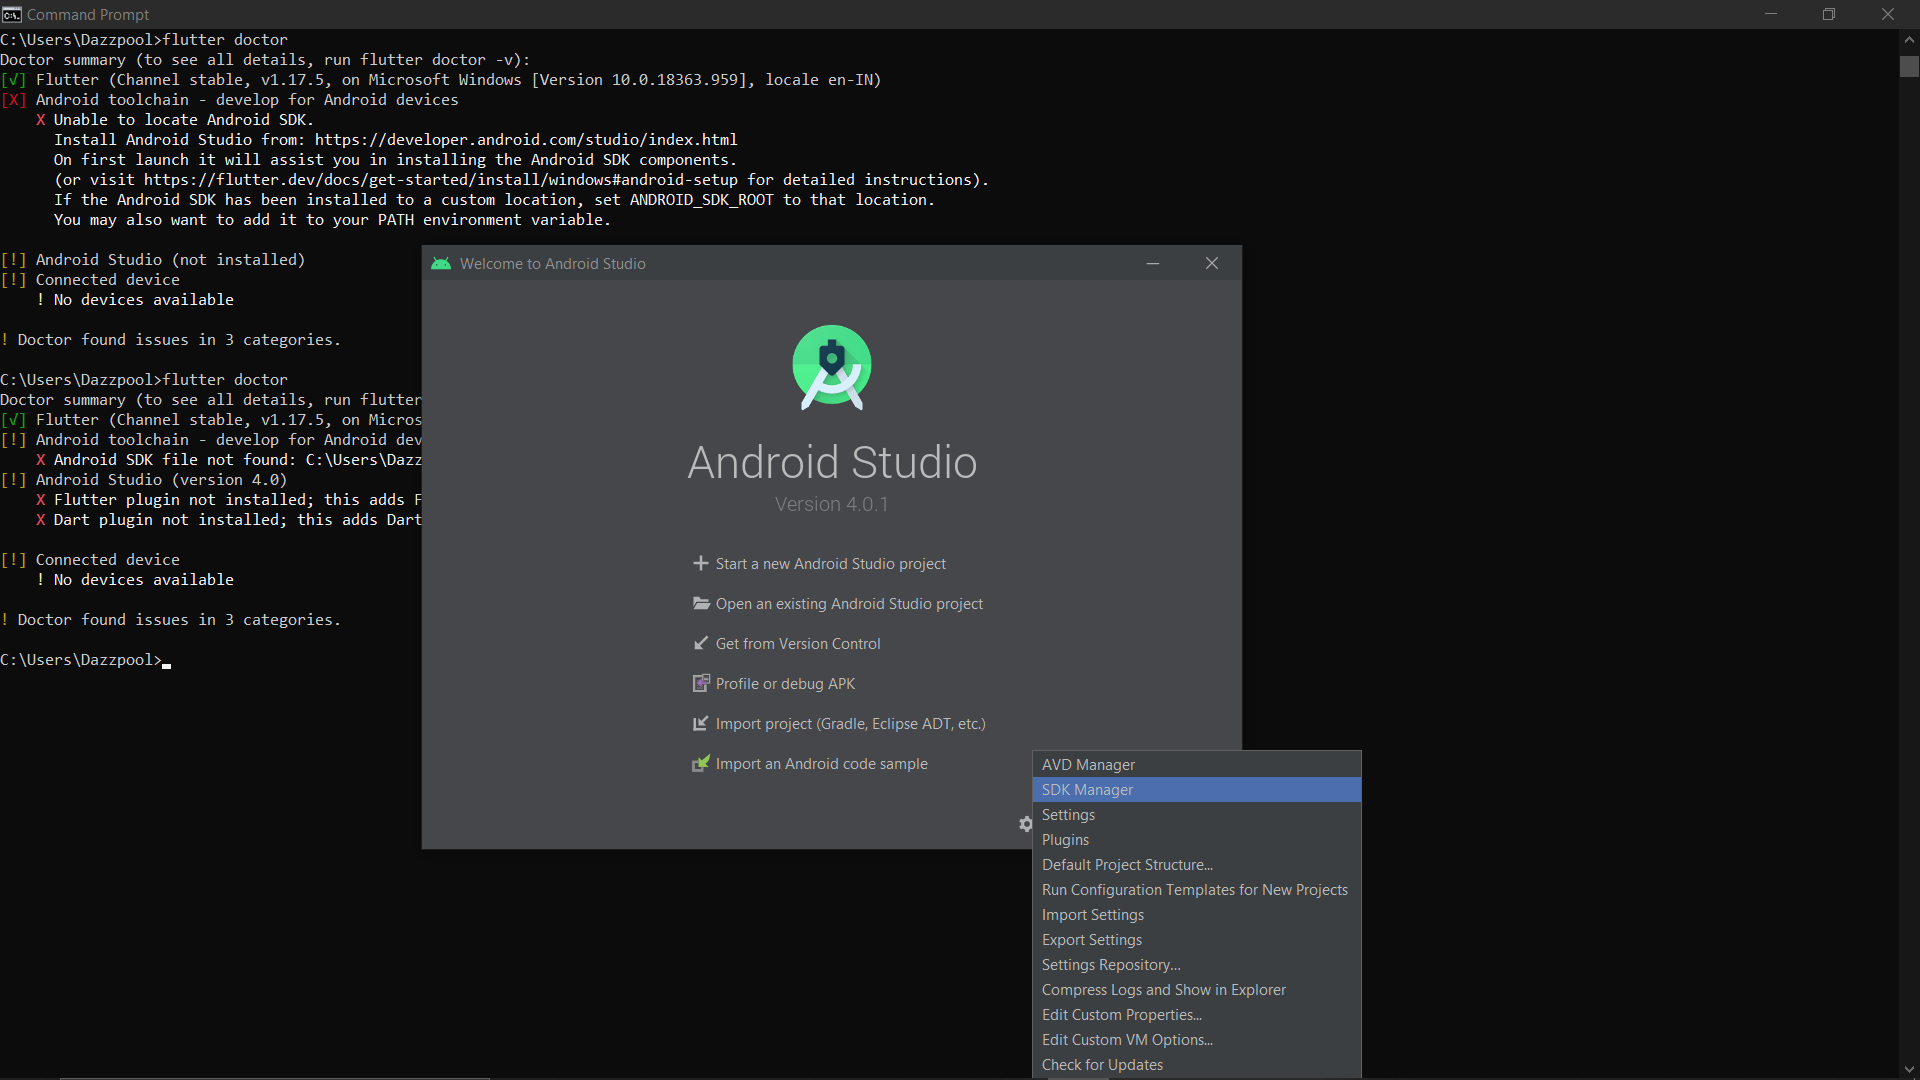 Command Prompt
C:\Users\Dazzpool>flutter doctor
Doctor summary (to see all details, run flutter doctor -v):
[√] Flutter (Channel stable, v1.17.5, on Microsoft Windows [Version 10.0.18363.959], locale en-IN)
[X] Android toolchain - develop for Android devices
X Unable to locate Android SDK.
Install Android Studio from: https://developer.android.com/studio/index.html
On first launch it will assist you in installing the Android SDK components.
(or visit https://flutter.dev/docs/get-started/install/windows#android-setup for detailed instructions).
If the Android SDK has been installed to a custom location, set ANDROID_SDK_ROOT to that location.
You may also want to add it to your PATH environment variable.
[!] Android Studio (not installed)
[!] Connected device
! No devices available
! Doctor found issues in 3 categories.
C:\Users\Dazzpool>flutter doctor
Doctor summary (to see all details, run flutter
[√] Flutter (Channel stable, v1.17.5, on Micros
[!] Android toolchain - develop for Android dev
X Android SDK file not found: C:\Users\Dazz
[!] Android Studio (version 4.0)
X Flutter plugin not installed; this adds F
X Dart plugin not installed; this adds Dart
[!] Connected device
! No devices available
! Doctor found issues in 3 categories.
C:\Users\Dazzpool>
Welcome to Android Studio
Android Studio
Version 4.0.1
Start a new Android Studio project
Open an existing Android Studio project
Get from Version Control
Profile or debug APK
Import project (Gradle, Eclipse ADT, etc.)
Import an Android code sample
AVD Manager
SDK Manager
Settings
Plugins
Default Project Structure...
Run Configuration Templates for New Projects
Import Settings
Export Settings
Settings Repository...
Compress Logs and Show in Explorer
Edit Custom Properties...
Edit Custom VM Options...
Check for Updates